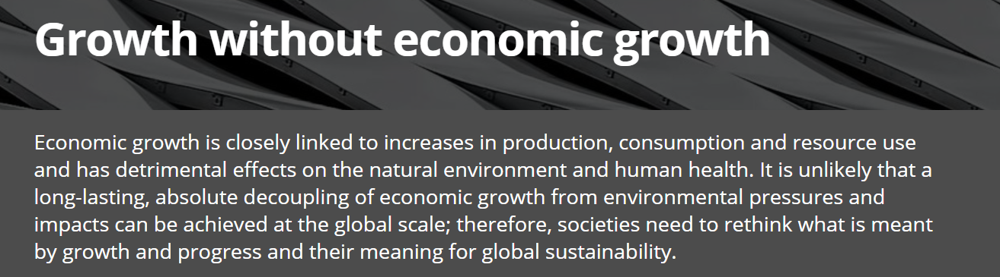 Growth without economic growth
Economic growth is closely linked to increases in production, consumption and resource use
and has detrimental effects on the natural environment and human health. It is unlikely that a
long-lasting, absolute decoupling of economic growth from environmental pressures and
impacts can be achieved at the global scale; therefore, societies need to rethink what is meant
by growth and progress and their meaning for global sustainability.